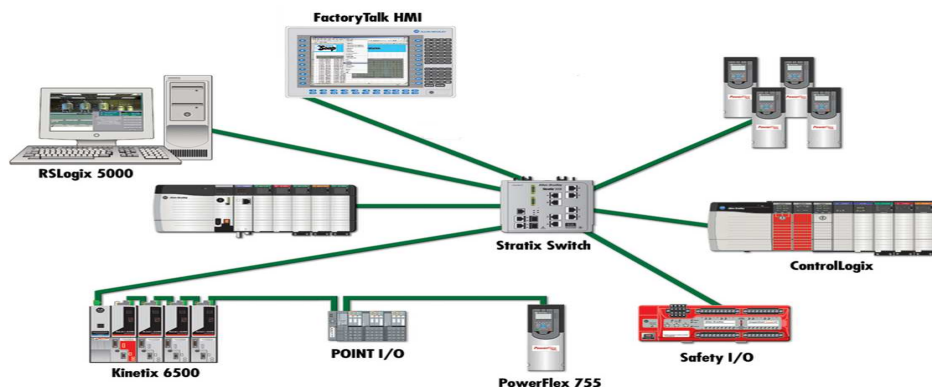 FactoryTalk HMI
RSLogix 5000
Stratix Switch
ControlLogix
Kinetix 6500
POINT I/O
PowerFlex 755
Safety I/O